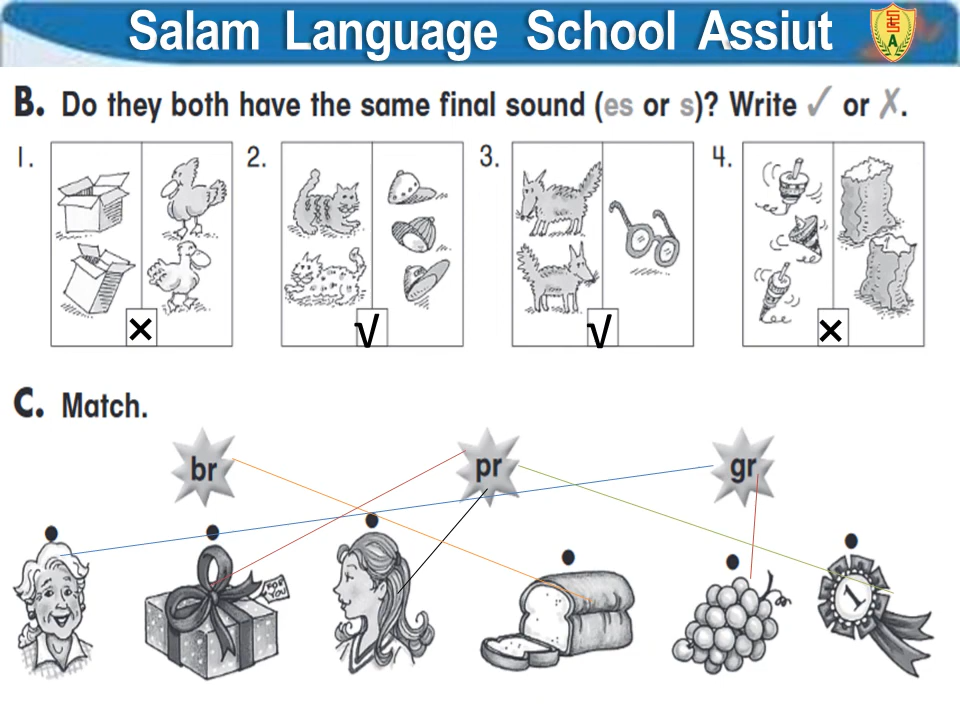 Salam Language School Assiut
A
B. Do they both have the same final sound (es or s)? Write ✓ or ✗.
1. 2. 3. 4.
× √ √ ×
C. Match.
br pr gr
FOR YOU
1